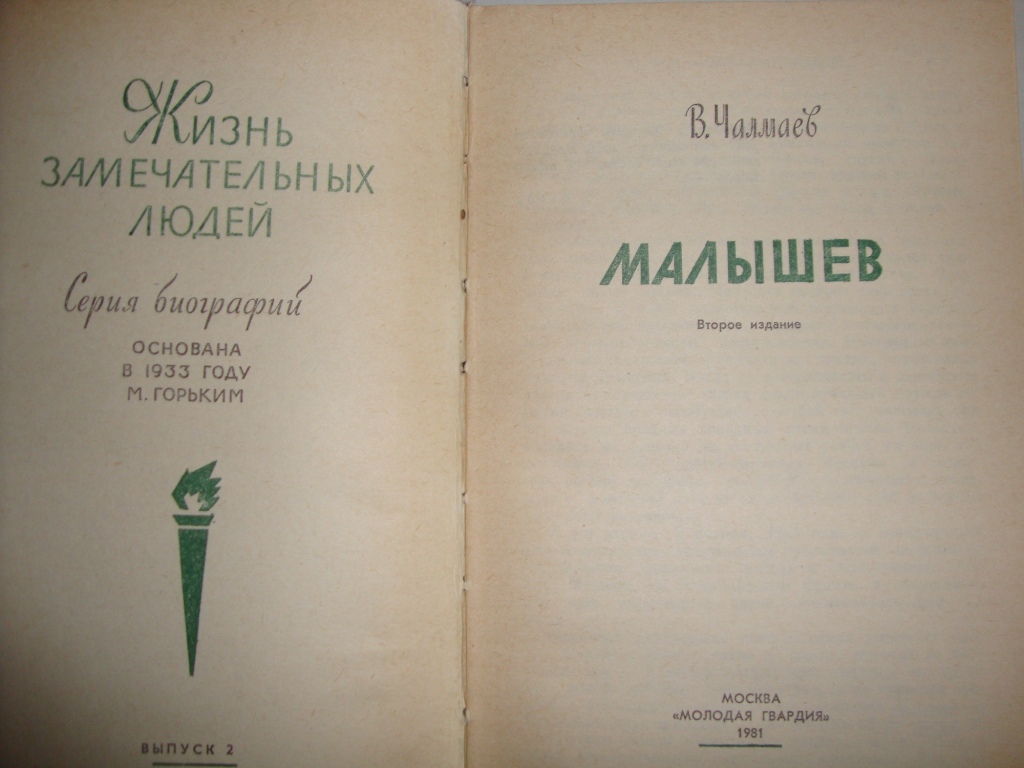 Жизнь
ЗАМЕЧАТЕЛЬНЫХ
ЛЮДЕЙ
Серия биографий
ОСНОВАНА
В 1933 ГОДУ
М. ГОРЬКИМ
ВЫПУСК 2
В. Чалмаев
МАЛЫШЕВ
Второе издание
МОСКВА
«МОЛОДАЯ ГВАРДИЯ»
1981